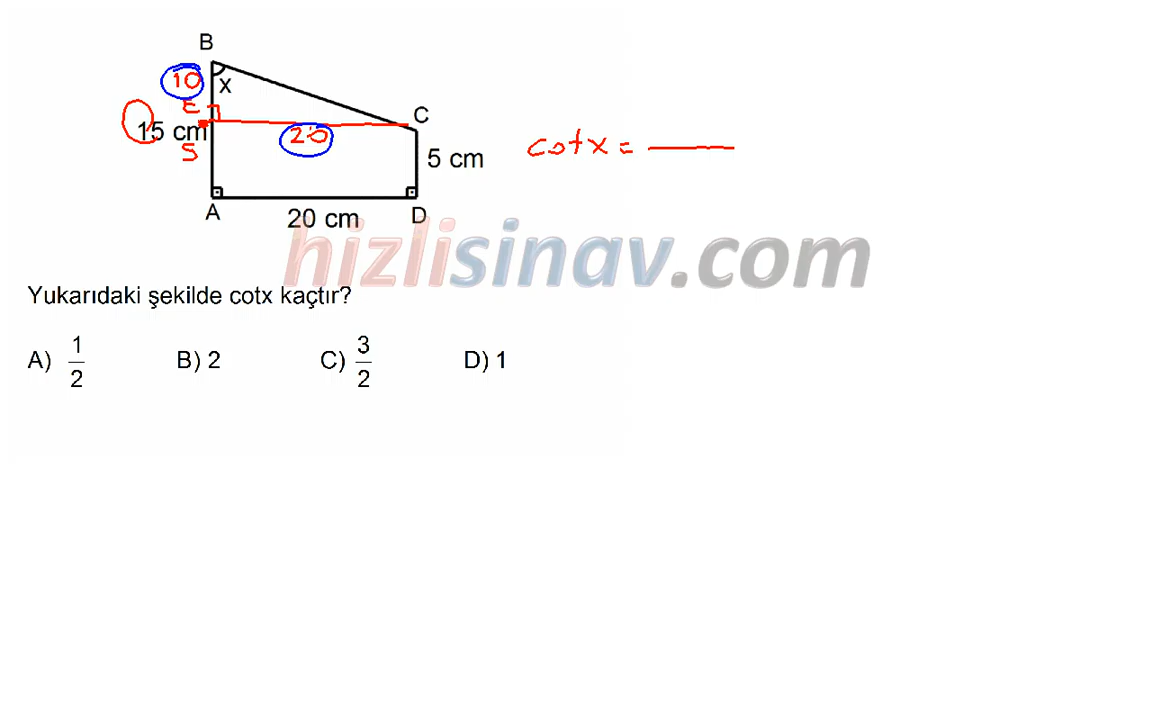 B
10
x
E
C
15 cm
20
cotx =
S
5 cm
A
20 cm
D
hizlisinav.com
Yukarıdaki şekilde cotx kaçtır?
A) 1/2 B) 2 C) 3/2 D) 1